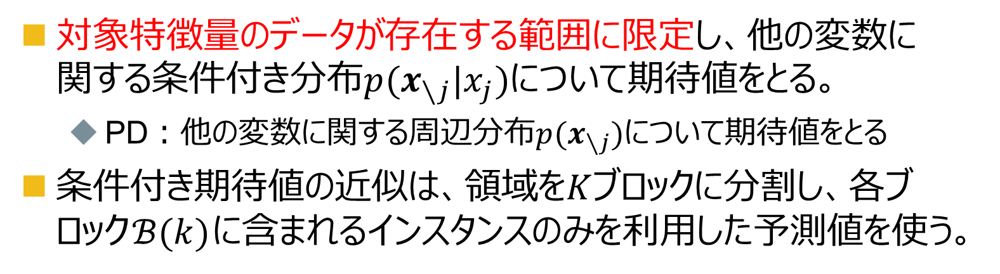 ■ 対象特徴量のデータが存在する範囲に限定し、他の変数に
関する条件付き分布𝑝(𝒙\𝑗|𝑥𝑗)について期待値をとる。
◆ PD：他の変数に関する周辺分布𝑝(𝒙\𝑗)について期待値をとる
■ 条件付き期待値の近似は、領域を𝐾ブロックに分割し、各ブ
ロックℬ(𝑘)に含まれるインスタンスのみを利用した予測値を使う。